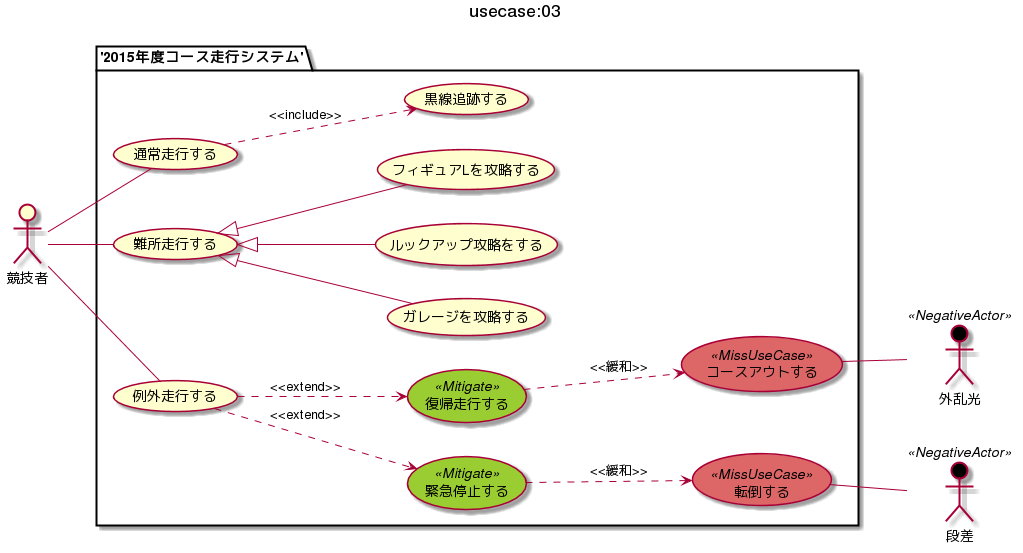 usecase:03
'2015年度コース走行システム'
黒線追跡する
<<include>>
通常走行する
フィギュアLを攻略する
難所走行する
ルックアップ攻略をする
競技者
ガレージを攻略する
«NegativeActor»
外乱光
<<緩和>>
«MissUseCase»
コースアウトする
<<extend>>
«Mitigate»
復帰走行する
例外走行する
<<extend>>
«NegativeActor»
段差
«Mitigate»
緊急停止する
<<緩和>>
«MissUseCase»
転倒する